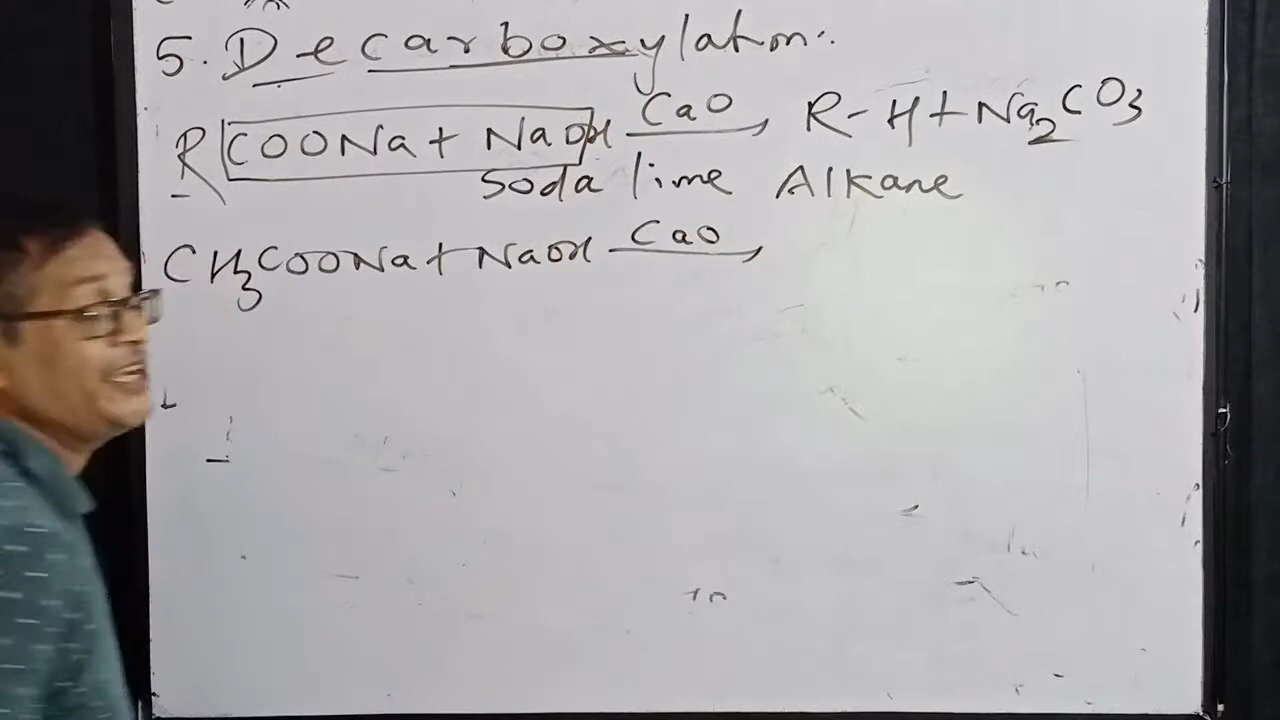 5. Decarboxylation.
RCOONa + NaOH CaO → R-H + Na2CO3
soda lime Alkane
CH3COONa + NaOH CaO →